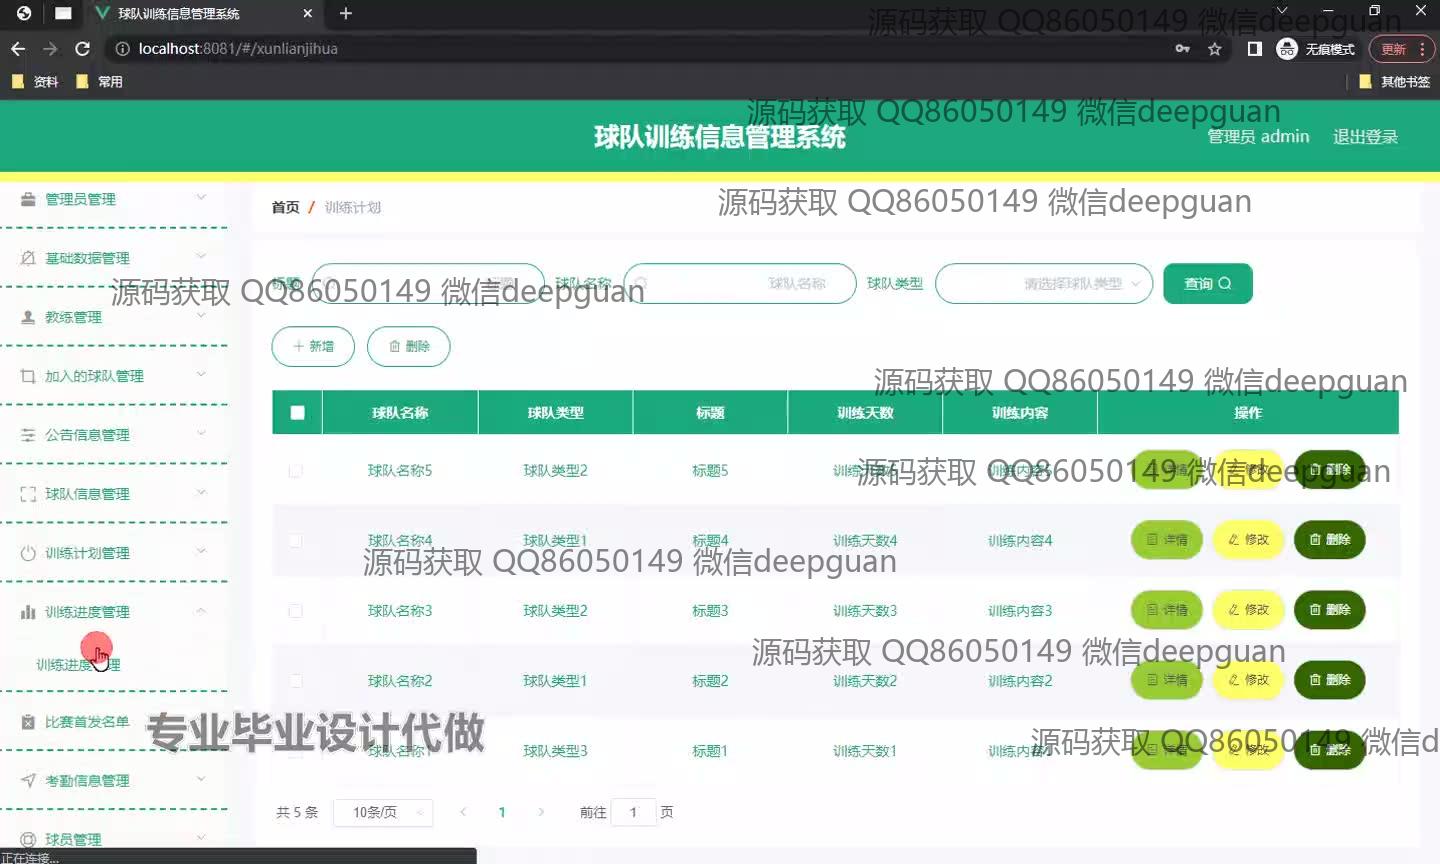 球队训练信息管理系统
源码获取 QQ86050149 微信deepguan
localhost:8081/#/xunlianjihua
无痕模式
更新
资料
常用
其他书签
源码获取 QQ86050149 微信deepguan
球队训练信息管理系统
管理员 admin
退出登录
管理员管理
首页 / 训练计划
源码获取 QQ86050149 微信deepguan
基础数据管理
标题
球队名称
球队名称
球队类型
请选择球队类型
查询
源码获取 QQ86050149 微信deepguan
教练管理
新增
删除
加入的球队管理
源码获取 QQ86050149 微信deepguan
球队名称 球队类型 标题 训练天数 训练内容 操作
公告信息管理
球队名称5 球队类型2 标题5 训练天数5 训练内容5 详情 修改 删除
源码获取 QQ86050149 微信deepguan
球队信息管理
球队名称4 球队类型1 标题4 训练天数4 训练内容4 详情 修改 删除
训练计划管理
源码获取 QQ86050149 微信deepguan
训练进度管理
球队名称3 球队类型2 标题3 训练天数3 训练内容3 详情 修改 删除
训练进度管理
源码获取 QQ86050149 微信deepguan
球队名称2 球队类型1 标题2 训练天数2 训练内容2 详情 修改 删除
比赛首发名单
专业毕业设计代做
球队名称1 球队类型3 标题1 训练天数1 训练内容1 详情 修改 删除
源码获取 QQ86050149 微信d
考勤信息管理
共 5 条 10条/页 1 前往 1 页
球员管理
正在连接...